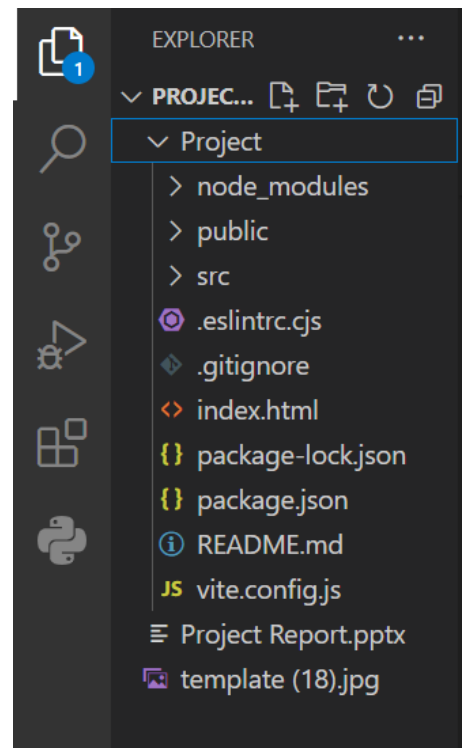 EXPLORER
1
PROJEC...
Project
node_modules
public
src
.eslintrc.cjs
.gitignore
index.html
{} package-lock.json
{} package.json
README.md
JS vite.config.js
Project Report.pptx
template (18).jpg